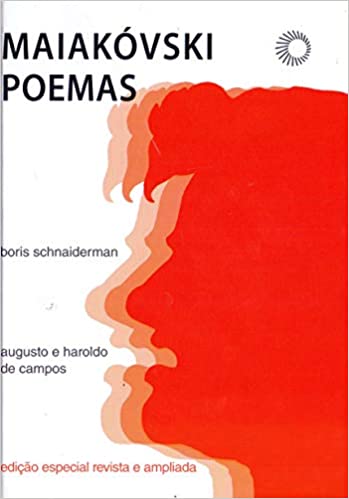 MAIAKÓVSKI
POEMAS
boris schnaiderman
augusto e haroldo
de campos
edição especial revista e ampliada